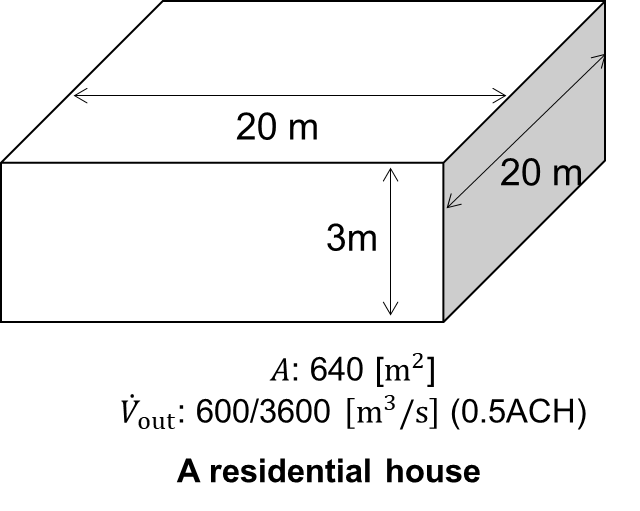 20 m
20 m
3m
A: 640 [m²]
V̇out: 600/3600 [m³/s] (0.5ACH)
A residential house